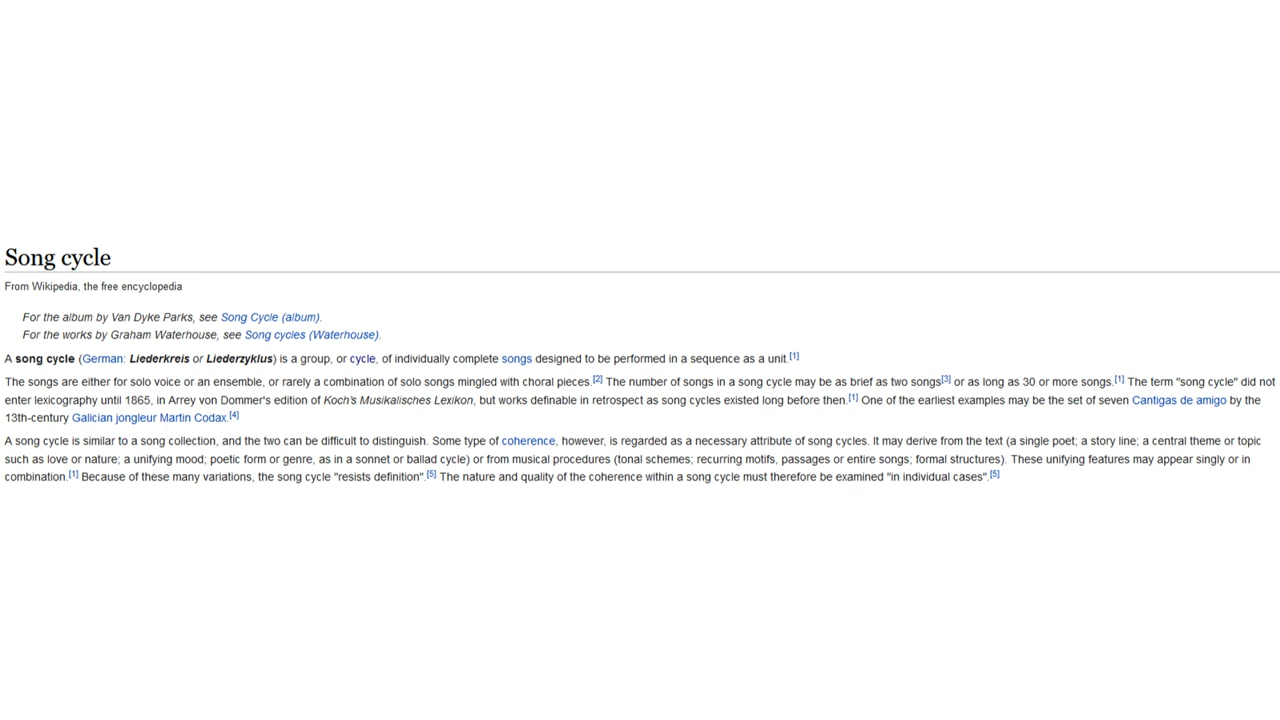 Song cycle
From Wikipedia, the free encyclopedia
For the album by Van Dyke Parks, see Song Cycle (album).
For the works by Graham Waterhouse, see Song cycles (Waterhouse).
A song cycle (German: Liederkreis or Liederzyklus) is a group, or cycle, of individually complete songs designed to be performed in a sequence as a unit.[1]
The songs are either for solo voice or an ensemble, or rarely a combination of solo songs mingled with choral pieces.[2] The number of songs in a song cycle may be as brief as two songs[3] or as long as 30 or more songs.[1] The term "song cycle" did not
enter lexicography until 1865, in Arrey von Dommer's edition of Koch's Musikalisches Lexikon, but works definable in retrospect as song cycles existed long before then.[1] One of the earliest examples may be the set of seven Cantigas de amigo by the
13th-century Galician jongleur Martin Codax.[4]
A song cycle is similar to a song collection, and the two can be difficult to distinguish. Some type of coherence, however, is regarded as a necessary attribute of song cycles. It may derive from the text (a single poet; a story line; a central theme or topic
such as love or nature; a unifying mood; poetic form or genre, as in a sonnet or ballad cycle) or from musical procedures (tonal schemes; recurring motifs, passages or entire songs; formal structures). These unifying features may appear singly or in
combination.[1] Because of these many variations, the song cycle "resists definition".[5] The nature and quality of the coherence within a song cycle must therefore be examined "in individual cases".[5]